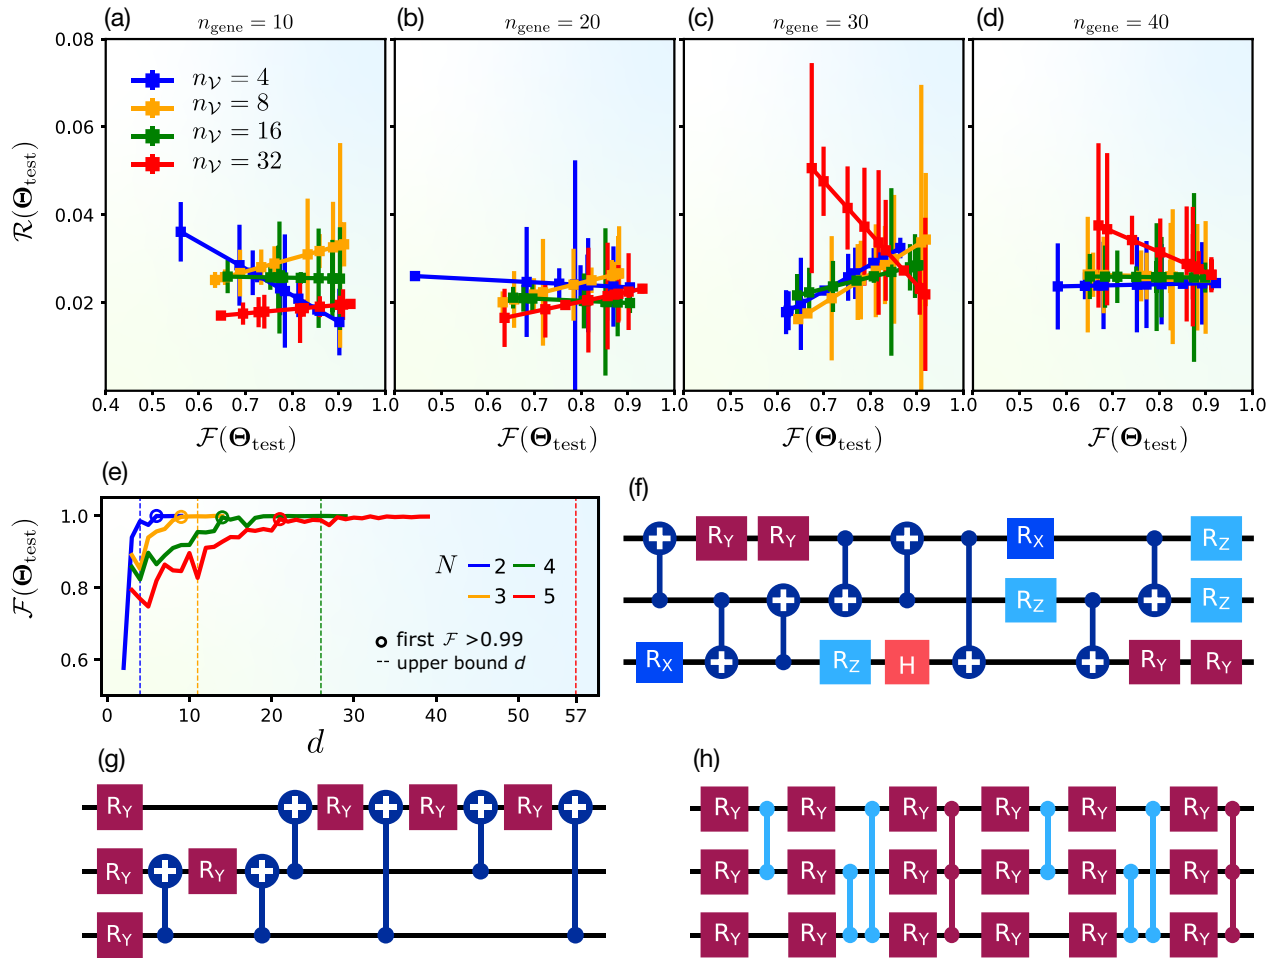 (a) n_gene = 10
(b) n_gene = 20
(c) n_gene = 30
(d) n_gene = 40
R(Θ_test)
0.08
0.06
0.04
0.02
n_𝒱 = 4
n_𝒱 = 8
n_𝒱 = 16
n_𝒱 = 32
0.4 0.5 0.6 0.7 0.8 0.9 1.0
0.5 0.6 0.7 0.8 0.9 1.0
0.5 0.6 0.7 0.8 0.9 1.0
0.5 0.6 0.7 0.8 0.9 1.0
F(Θ_test)
F(Θ_test)
F(Θ_test)
F(Θ_test)
(e)
F(Θ_test)
1.0
0.8
0.6
N 2 4
3 5
first F >0.99
upper bound d
0 10 20 30 40 50 57
d
(f)
R_Y R_Y R_X R_Z
R_Z R_Z
R_X R_Z H R_Y R_Y
(g)
R_Y R_Y R_Y R_Y
R_Y R_Y
R_Y
(h)
R_Y R_Y R_Y R_Y R_Y R_Y
R_Y R_Y R_Y R_Y R_Y R_Y
R_Y R_Y R_Y R_Y R_Y R_Y